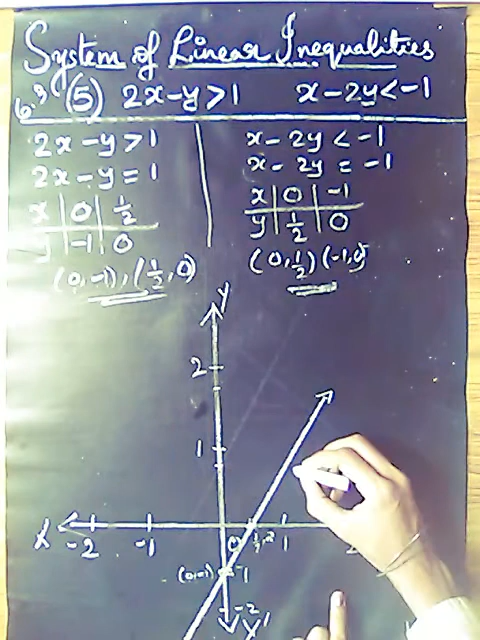 System of Linear Inequalities
6.3 (5) 2x-y>1 x-2y<-1
2x-y>1
2x-y=1
x | 0 | 1/2
y | -1 | 0
(0,-1), (1/2,0)
x-2y<-1
x-2y=-1
x | 0 | -1
y | 1/2 | 0
(0,1/2) (-1,0)
Y
2
1
X -2 -1 0 1/2 1 2
(0,-1) -1
-2
Y'